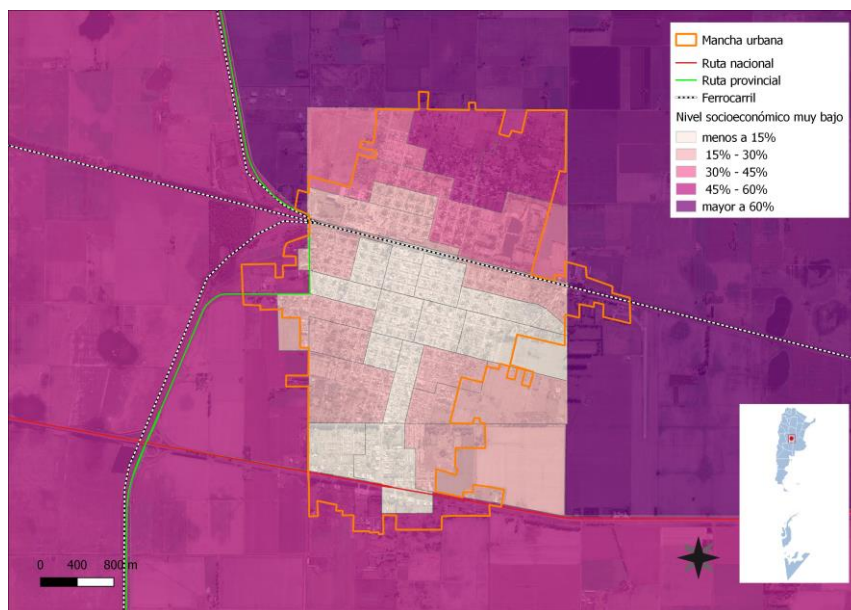 Mancha urbana
Ruta nacional
Ruta provincial
Ferrocarril
Nivel socioeconómico muy bajo
menos a 15%
15% - 30%
30% - 45%
45% - 60%
mayor a 60%
0 400 800 m